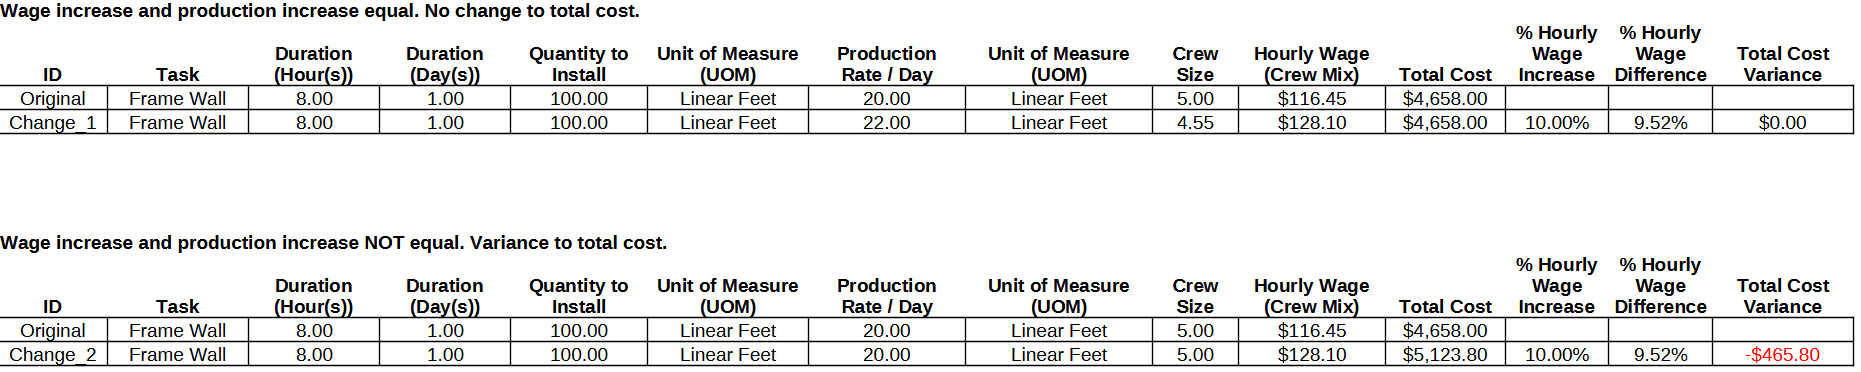 Wage increase and production increase equal. No change to total cost.
% Hourly % Hourly
Duration Duration Quantity to Unit of Measure Production Unit of Measure Crew Hourly Wage Wage Wage Total Cost
ID Task (Hour(s)) (Day(s)) Install (UOM) Rate / Day (UOM) Size (Crew Mix) Total Cost Increase Difference Variance
Original Frame Wall 8.00 1.00 100.00 Linear Feet 20.00 Linear Feet 5.00 $116.45 $4,658.00
Change_1 Frame Wall 8.00 1.00 100.00 Linear Feet 22.00 Linear Feet 4.55 $128.10 $4,658.00 10.00% 9.52% $0.00
Wage increase and production increase NOT equal. Variance to total cost.
% Hourly % Hourly
Duration Duration Quantity to Unit of Measure Production Unit of Measure Crew Hourly Wage Wage Wage Total Cost
ID Task (Hour(s)) (Day(s)) Install (UOM) Rate / Day (UOM) Size (Crew Mix) Total Cost Increase Difference Variance
Original Frame Wall 8.00 1.00 100.00 Linear Feet 20.00 Linear Feet 5.00 $116.45 $4,658.00
Change_2 Frame Wall 8.00 1.00 100.00 Linear Feet 20.00 Linear Feet 5.00 $128.10 $5,123.80 10.00% 9.52% -$465.80